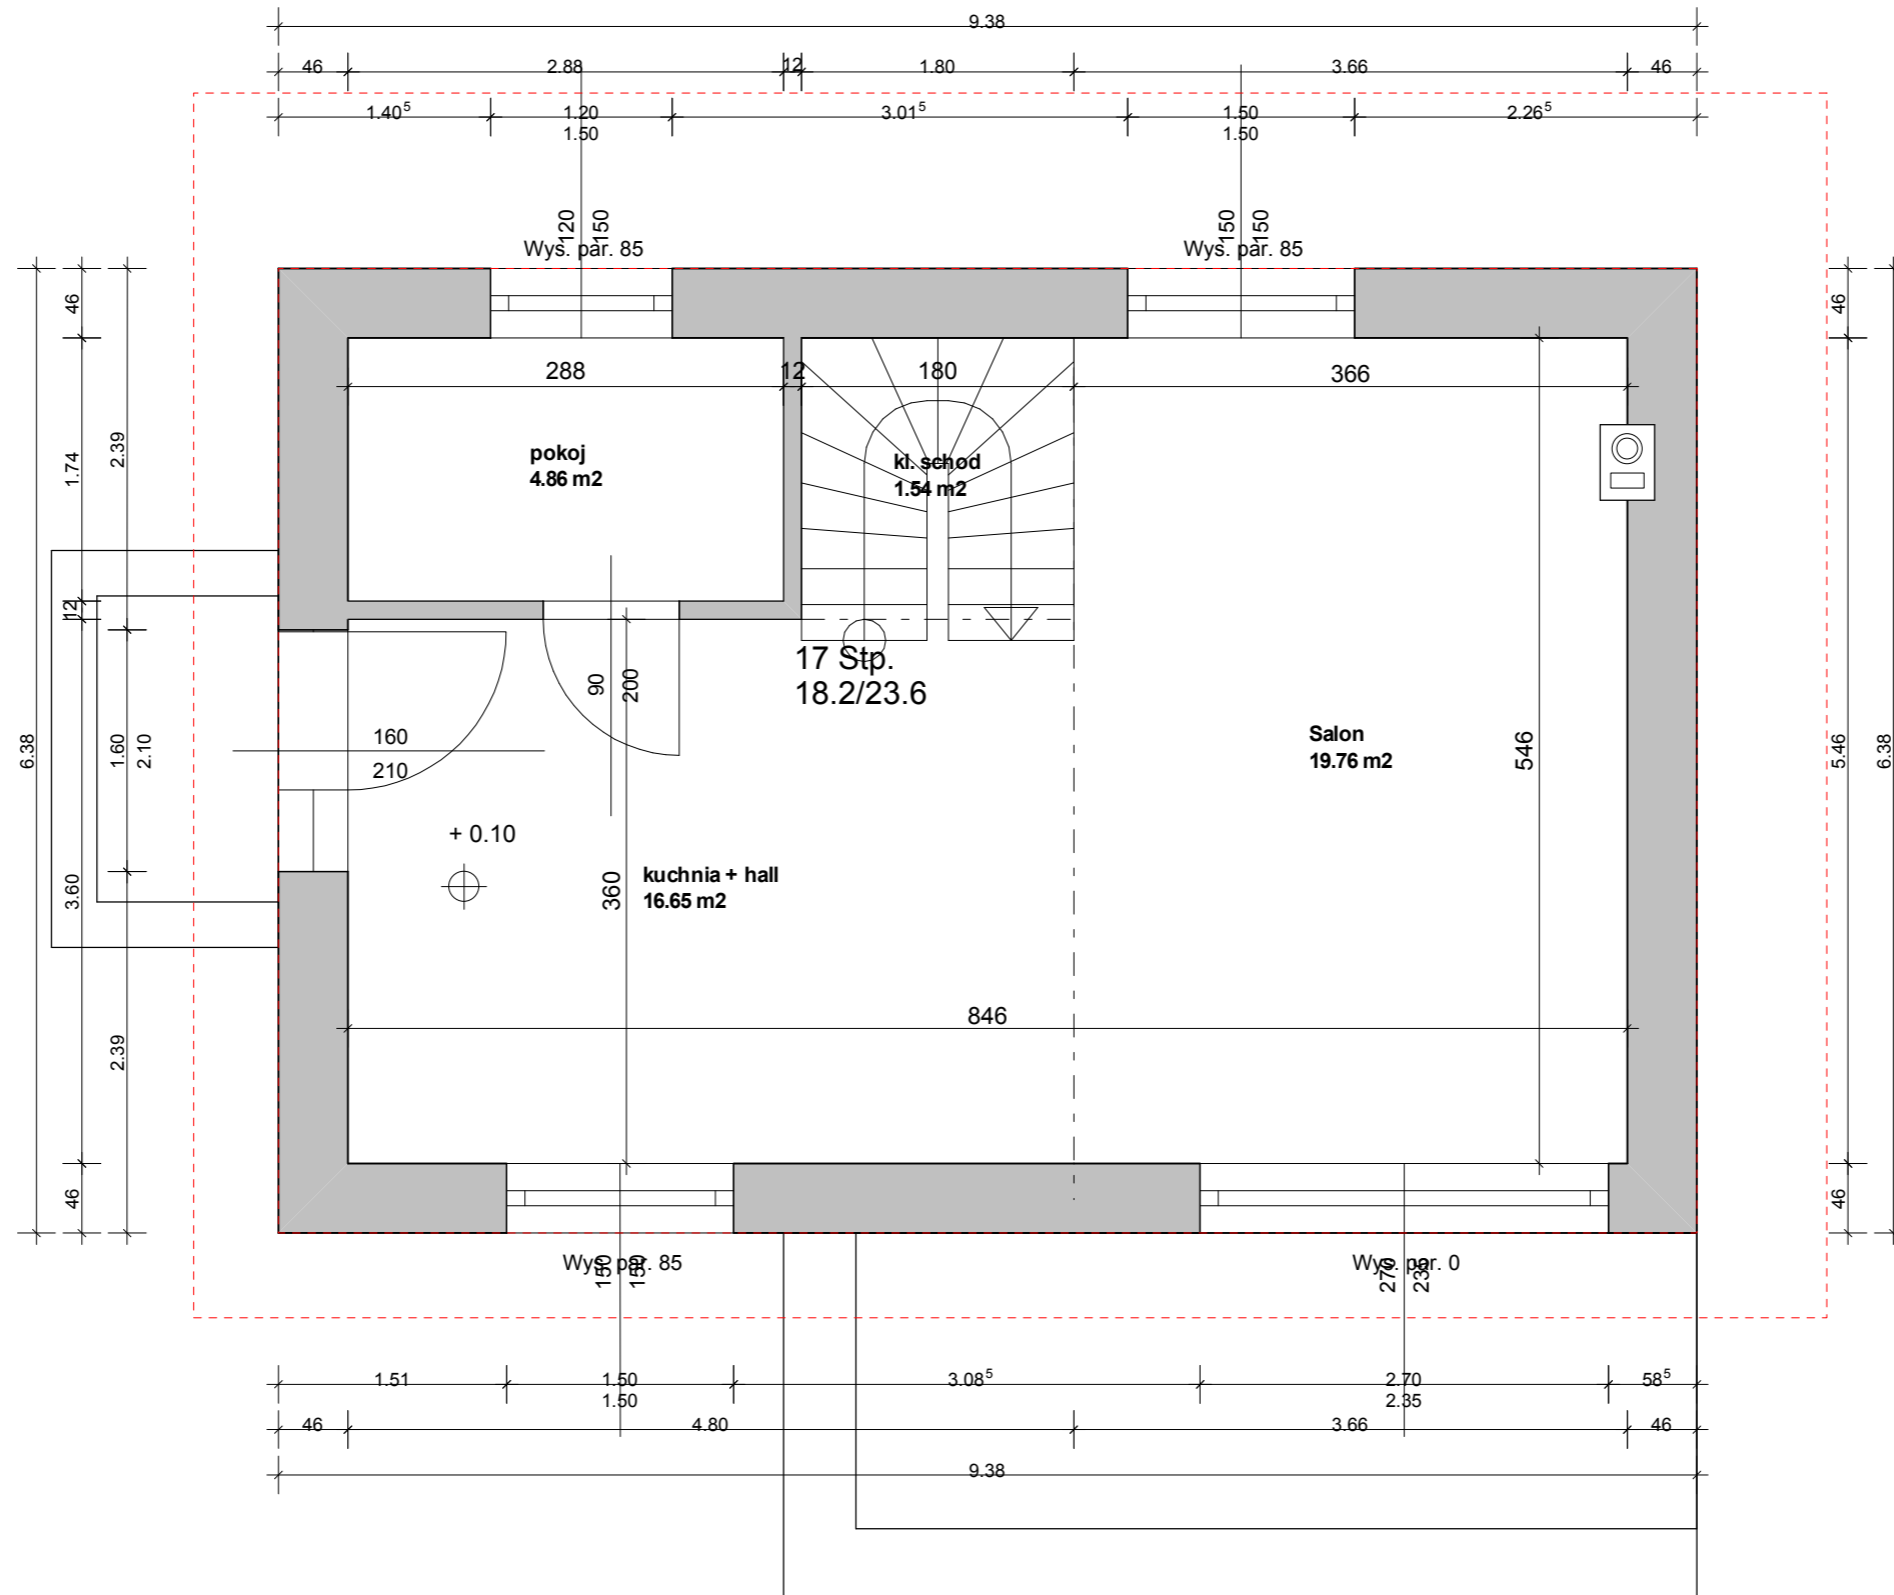 9.38
46 2.88 12 1.80 3.66 46
1.40⁵ 1.20 3.01⁵ 1.50 2.26⁵
1.50 1.50
120 150 150 150
Wys. par. 85 Wys. par. 85
46 46
288 12 180 366
2.39 1.74
pokoj
4.86 m2
kl. schod
1.54 m2
12
17 Stp.
18.2/23.6
90 200
Salon
19.76 m2
6.38 1.60 2.10 160 546 5.46 6.38
210
+ 0.10
3.60 360
kuchnia + hall
16.65 m2
846
2.39
46 46
Wys. par. 85 Wys. par. 0
150 150 270 235
1.51 1.50 3.08⁵ 2.70 58⁵
1.50 2.35
46 4.80 3.66 46
9.38